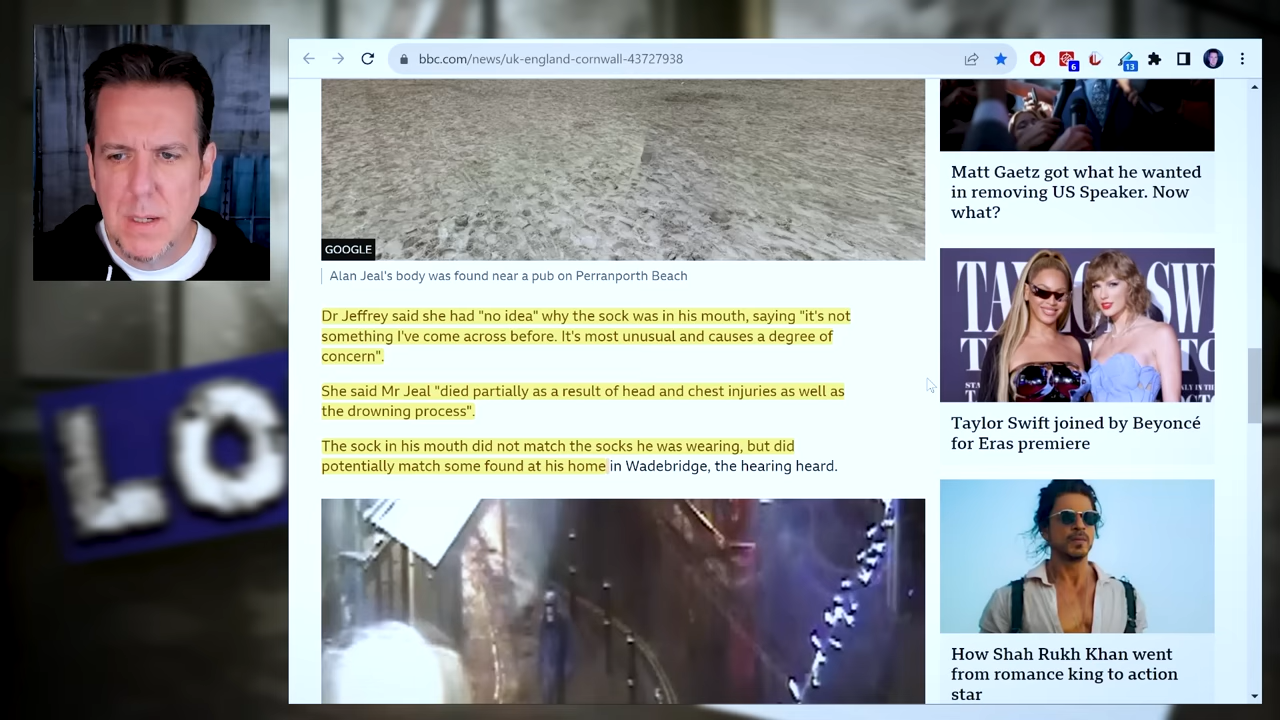 bbc.com/news/uk-england-cornwall-43727938
6
13
GOOGLE
Alan Jeal's body was found near a pub on Perranporth Beach
Dr Jeffrey said she had "no idea" why the sock was in his mouth, saying "it's not
something I've come across before. It's most unusual and causes a degree of
concern".
She said Mr Jeal "died partially as a result of head and chest injuries as well as
the drowning process".
The sock in his mouth did not match the socks he was wearing, but did
potentially match some found at his home in Wadebridge, the hearing heard.
Matt Gaetz got what he wanted
in removing US Speaker. Now
what?
Taylor Swift joined by Beyoncé
for Eras premiere
How Shah Rukh Khan went
from romance king to action
star
LO